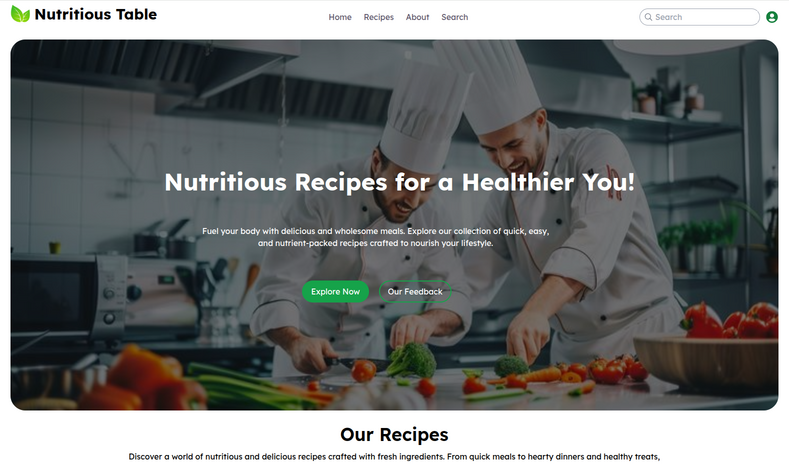 Nutritious Table
Home Recipes About Search
Search
Nutritious Recipes for a Healthier You!
Fuel your body with delicious and wholesome meals. Explore our collection of quick, easy,
and nutrient-packed recipes crafted to nourish your lifestyle.
Explore Now
Our Feedback
Our Recipes
Discover a world of nutritious and delicious recipes crafted with fresh ingredients. From quick meals to hearty dinners and healthy treats,